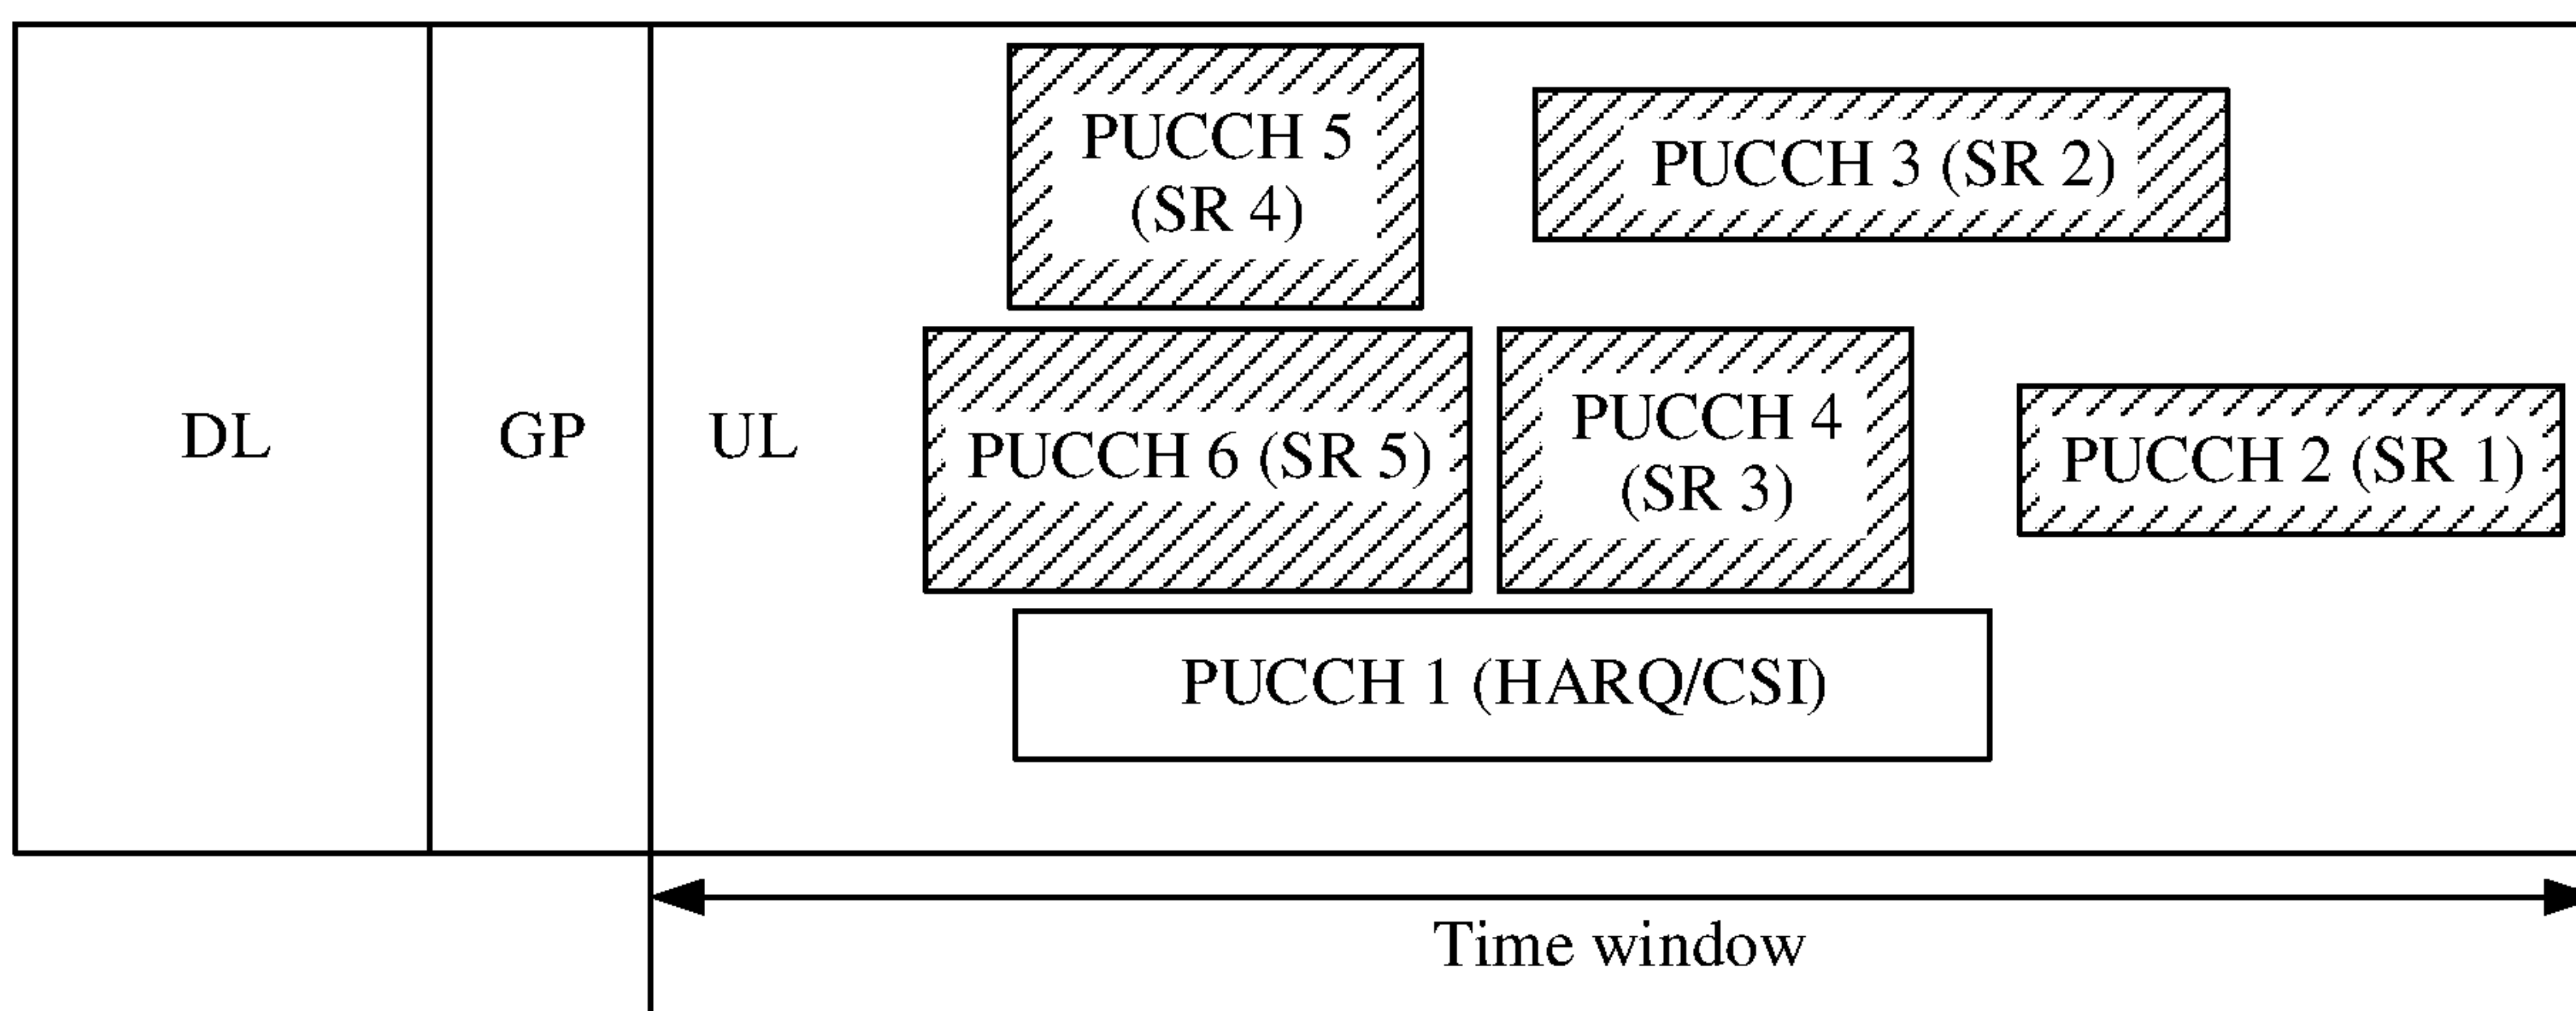 DL
GP
UL
PUCCH 5
(SR 4)
PUCCH 3 (SR 2)
PUCCH 6 (SR 5)
PUCCH 4
(SR 3)
PUCCH 2 (SR 1)
PUCCH 1 (HARQ/CSI)
Time window